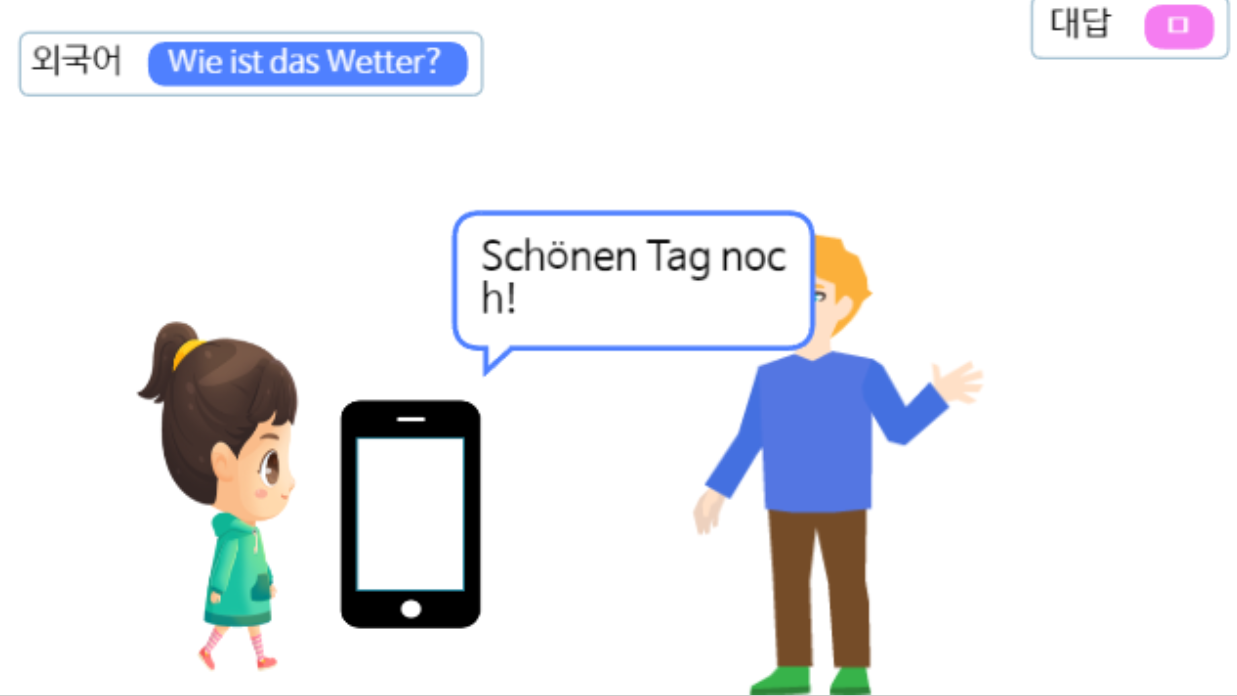 외국어 Wie ist das Wetter?
대답 ㅁ
Schönen Tag noc
h!